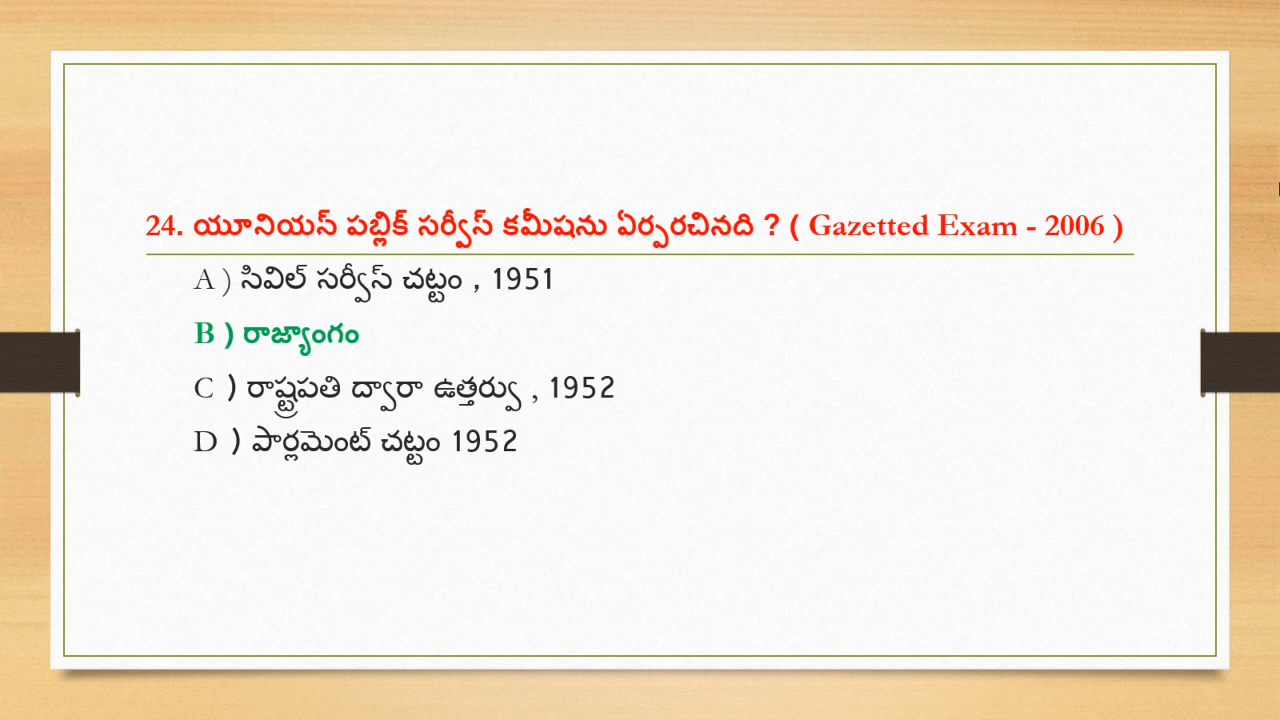 24. యూనియస్ పబ్లిక్ సర్వీస్ కమీషను ఏర్పరచినది ? ( Gazetted Exam - 2006 )
A ) సివిల్ సర్వీస్ చట్టం , 1951
B ) రాజ్యాంగం
C ) రాష్ట్రపతి ద్వారా ఉత్తర్వు , 1952
D ) పార్లమెంట్ చట్టం 1952